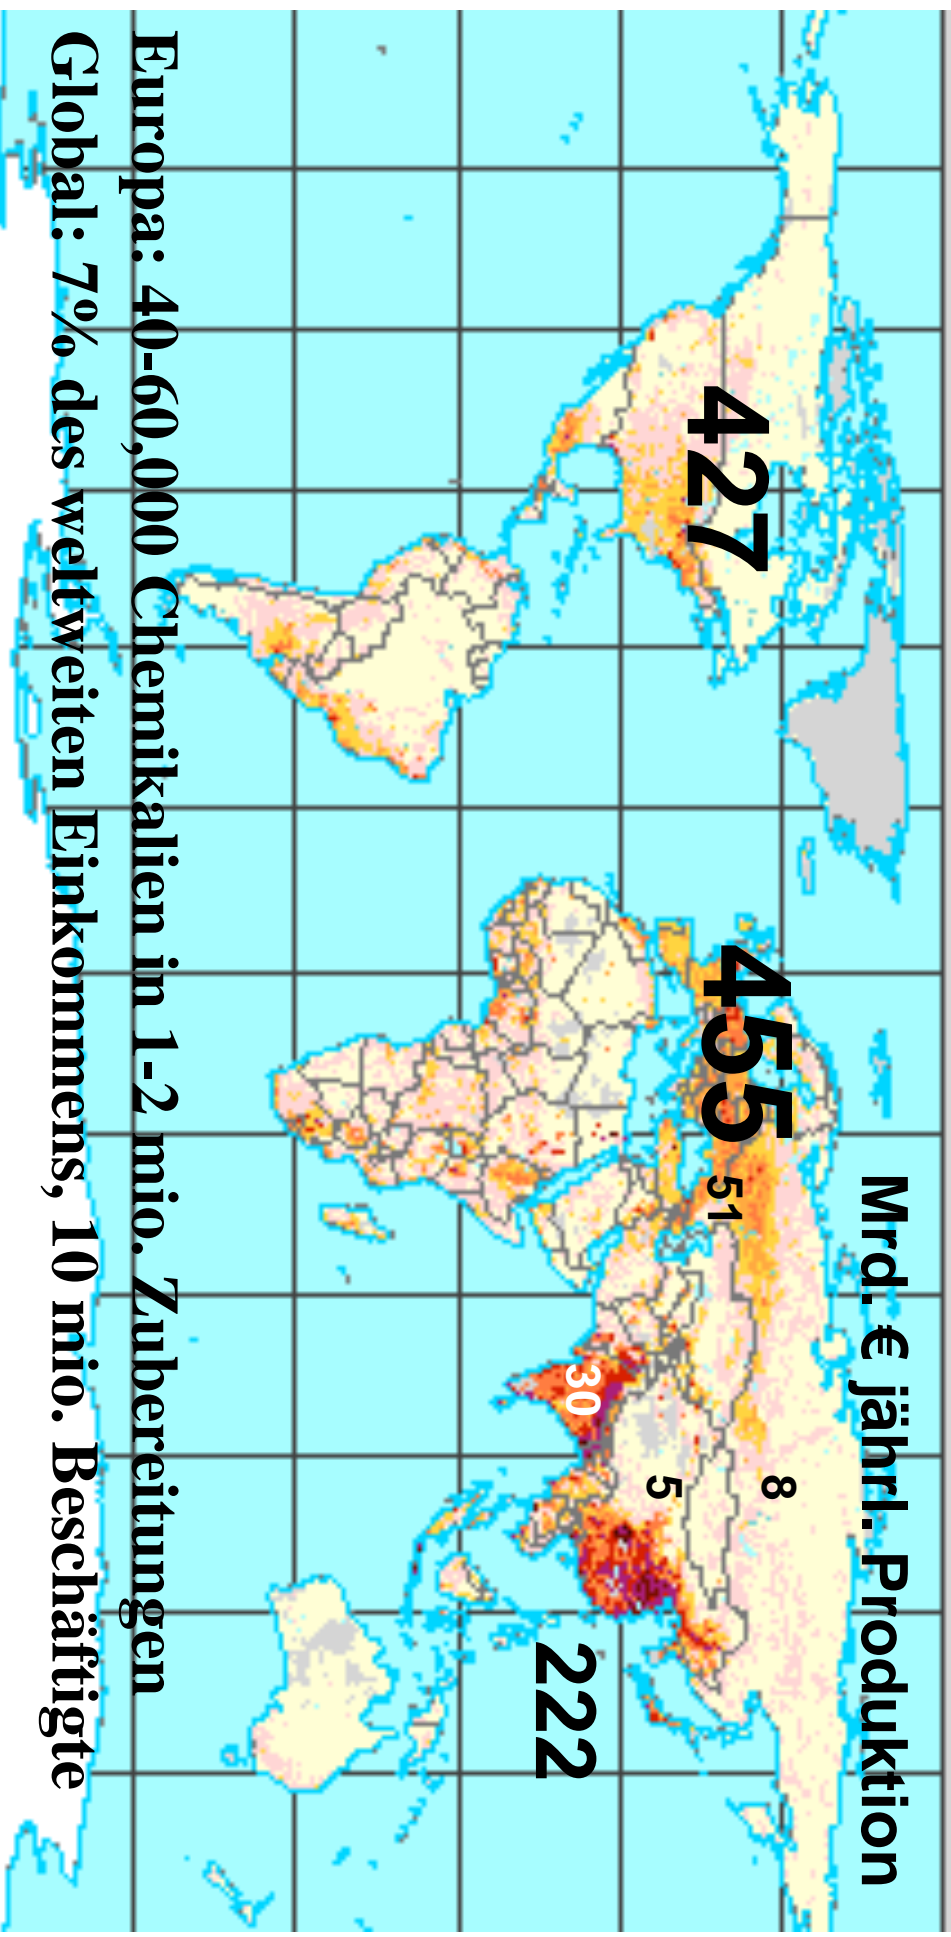 Mrd. € jährl. Produktion
427
455
51
8
5
30
222
Europa: 40-60,000 Chemikalien in 1-2 mio. Zubereitungen
Global: 7% des weltweiten Einkommens, 10 mio. Beschäftigte